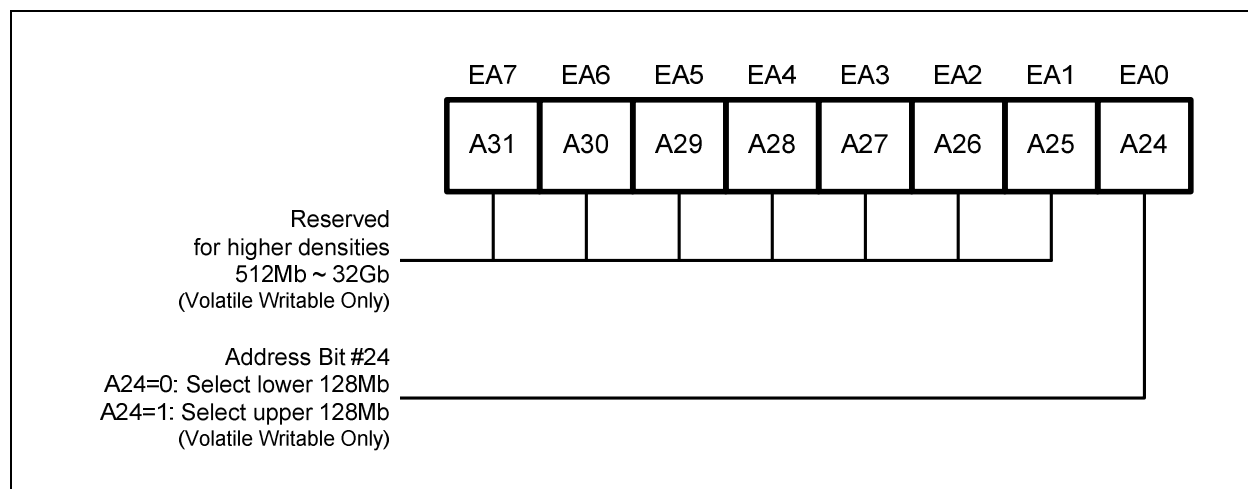 EA7 EA6 EA5 EA4 EA3 EA2 EA1 EA0
A31 A30 A29 A28 A27 A26 A25 A24
Reserved
for higher densities
512Mb ~ 32Gb
(Volatile Writable Only)
Address Bit #24
A24=0: Select lower 128Mb
A24=1: Select upper 128Mb
(Volatile Writable Only)